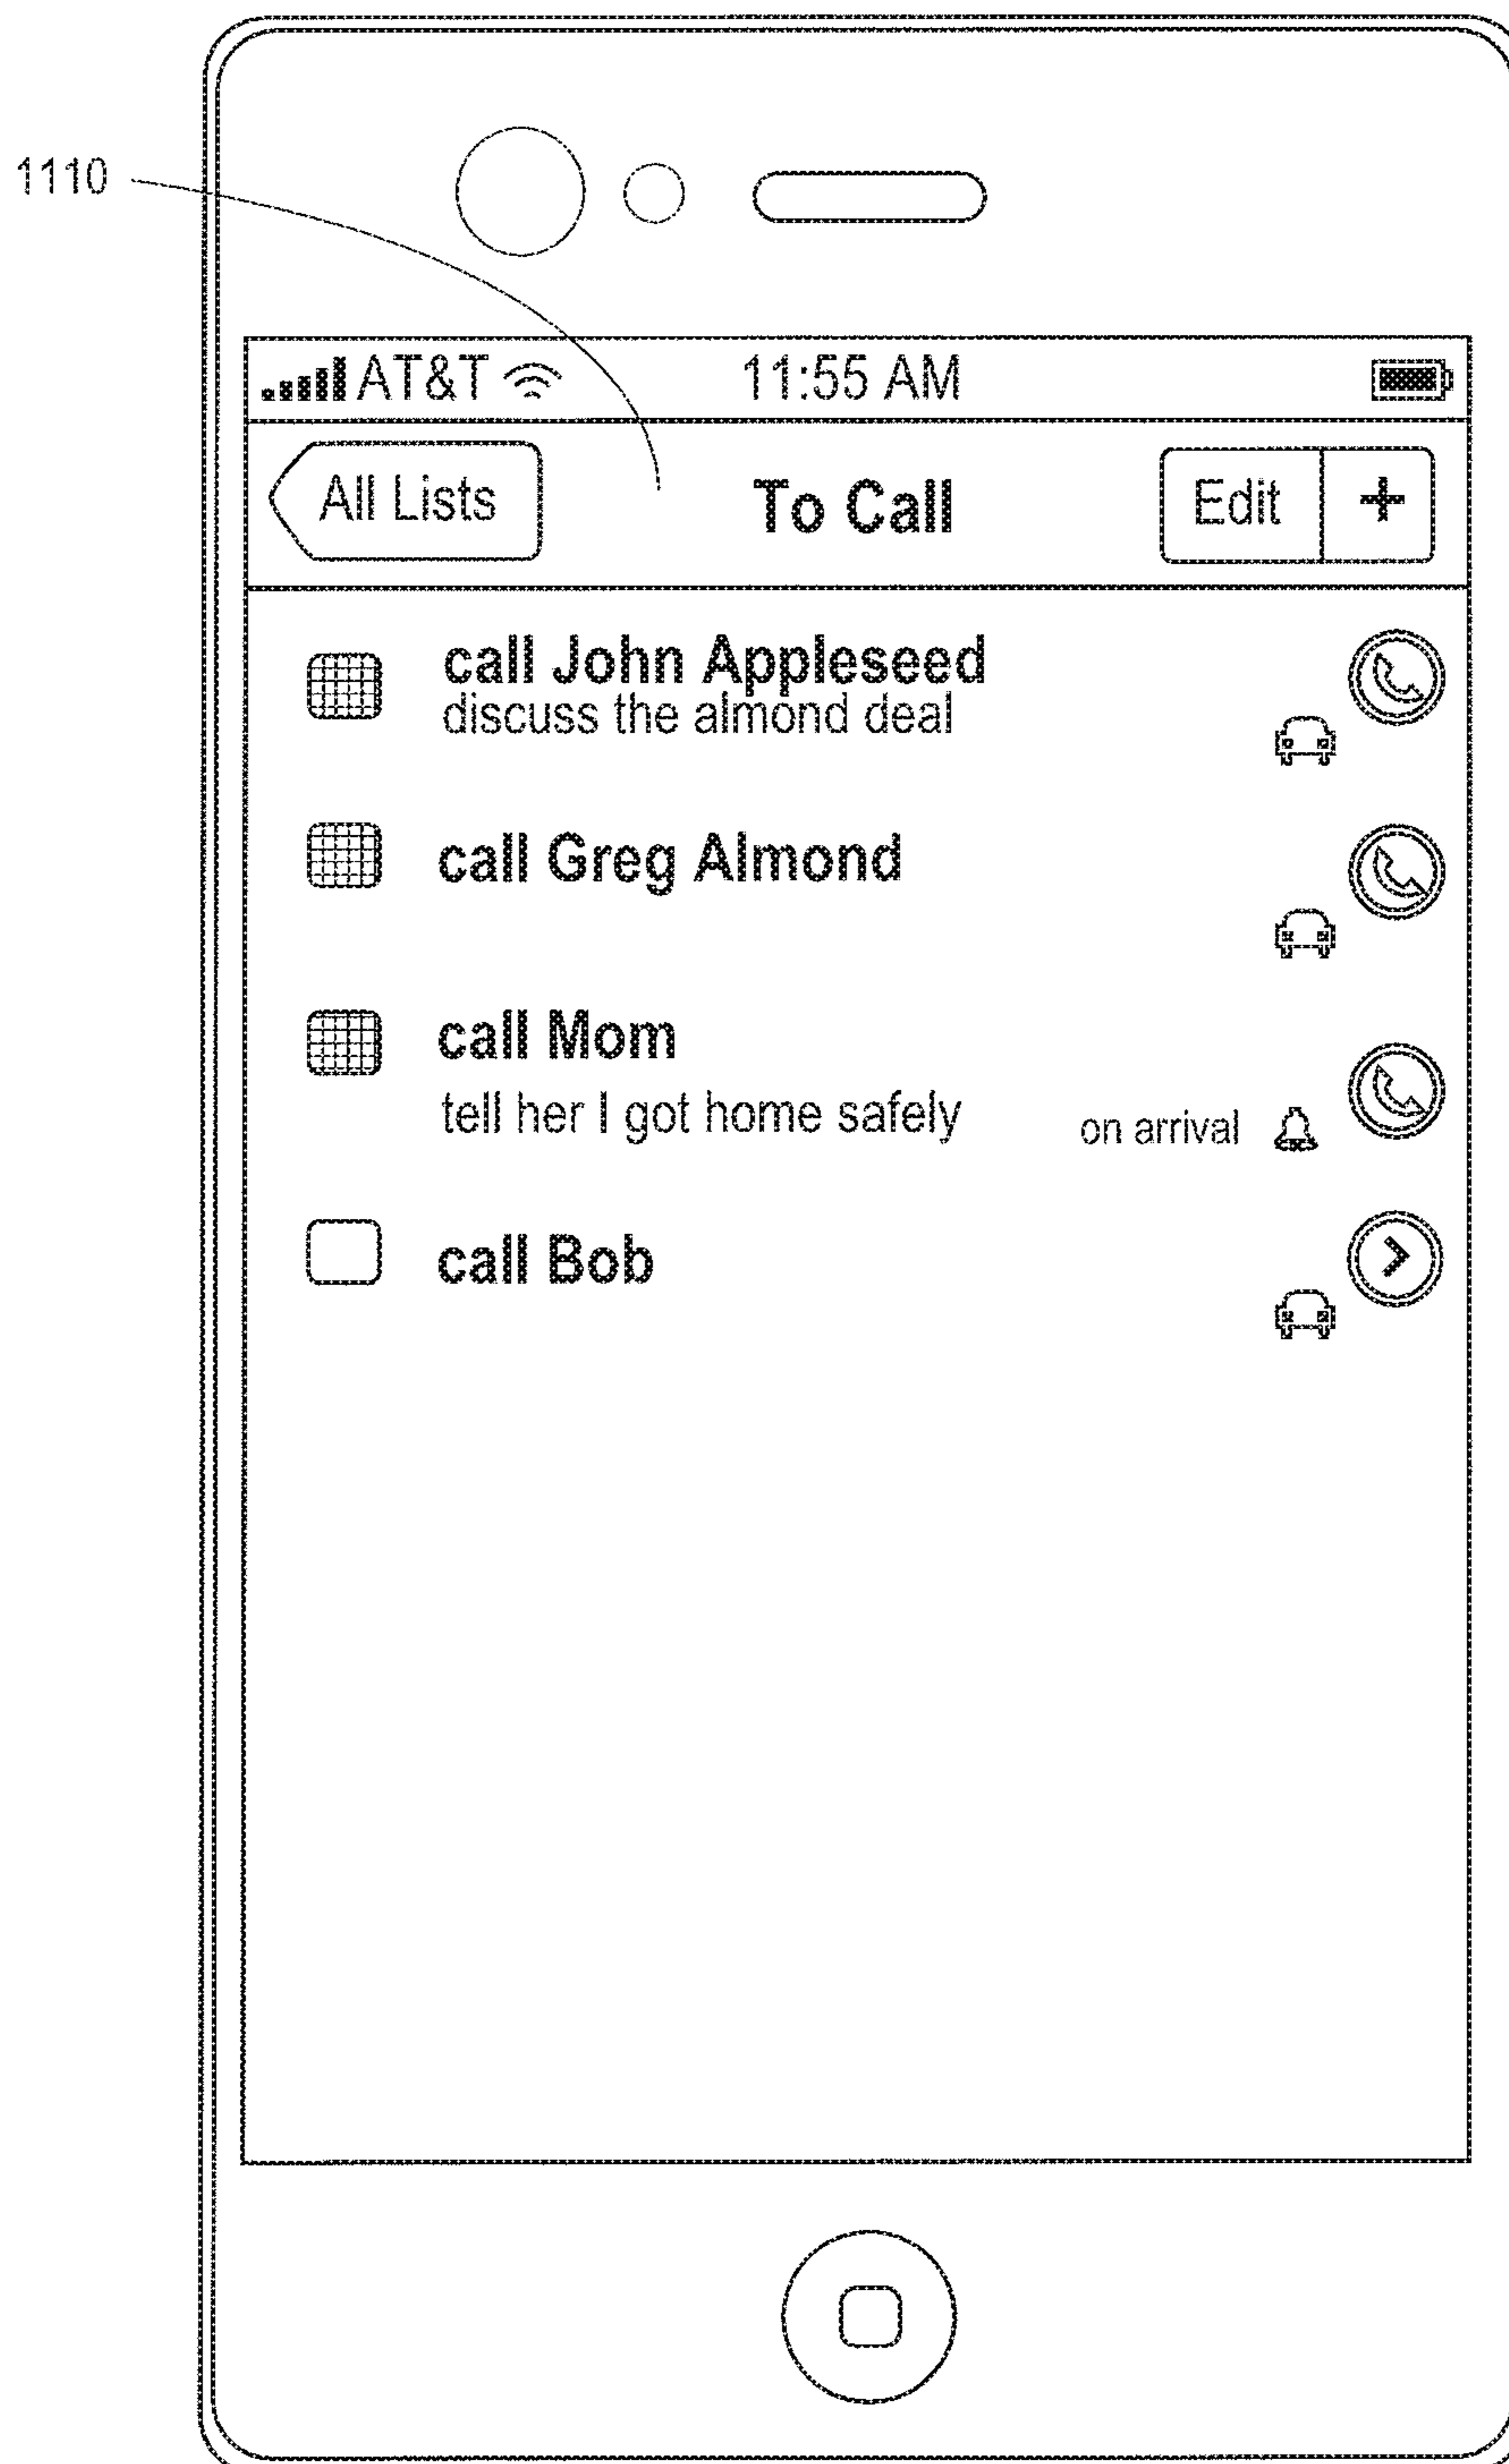 1110
AT&T 11:55 AM
All Lists To Call Edit +
call John Appleseed
discuss the almond deal
call Greg Almond
call Mom
tell her I got home safely on arrival
call Bob